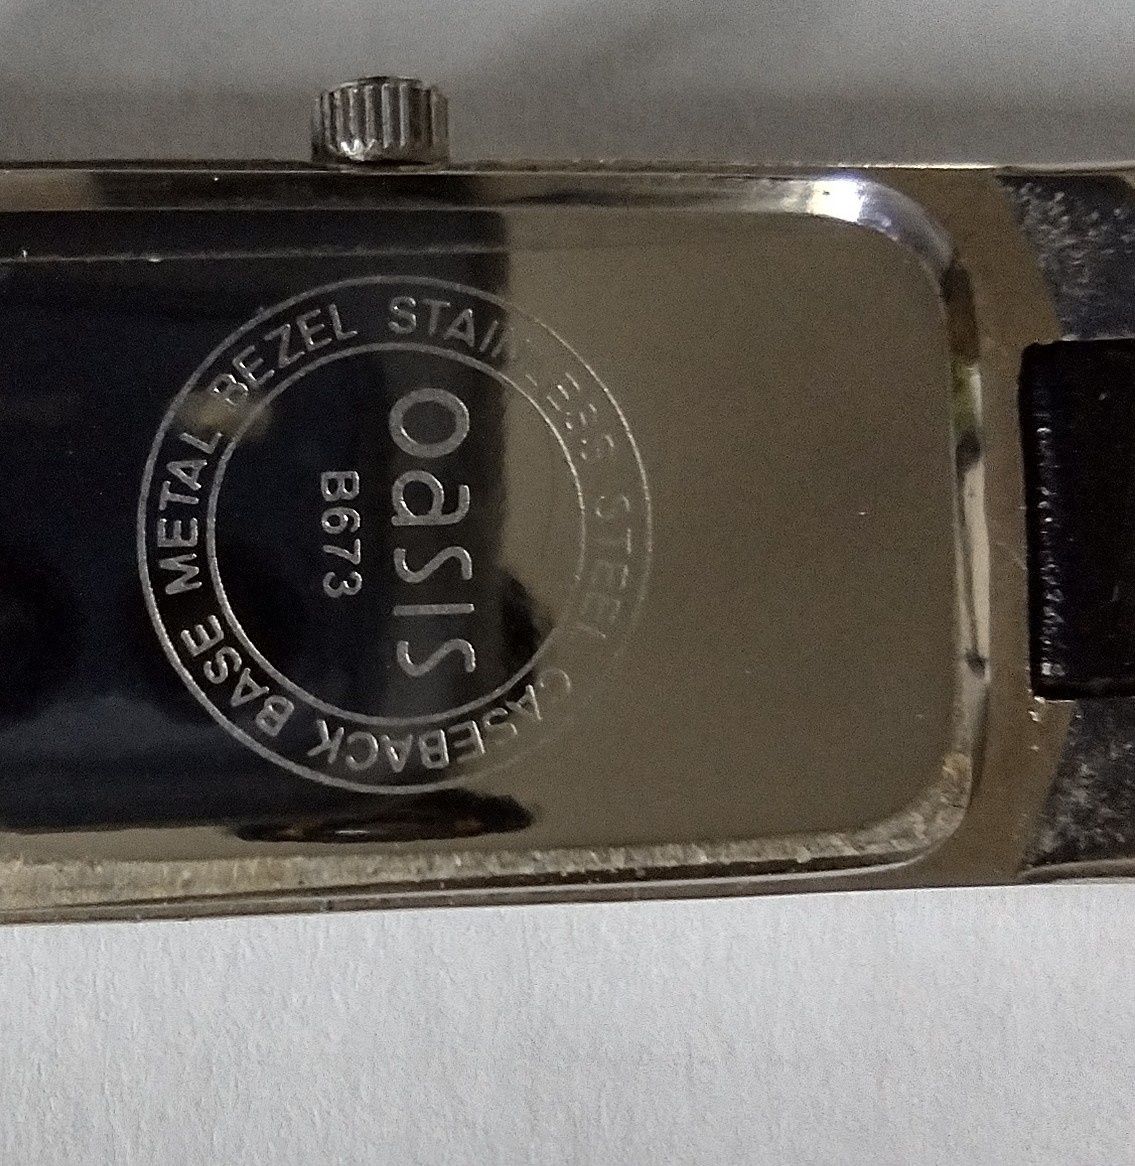 oasis
B673
STAINLESS STEEL CASEBACK BASE METAL BEZEL